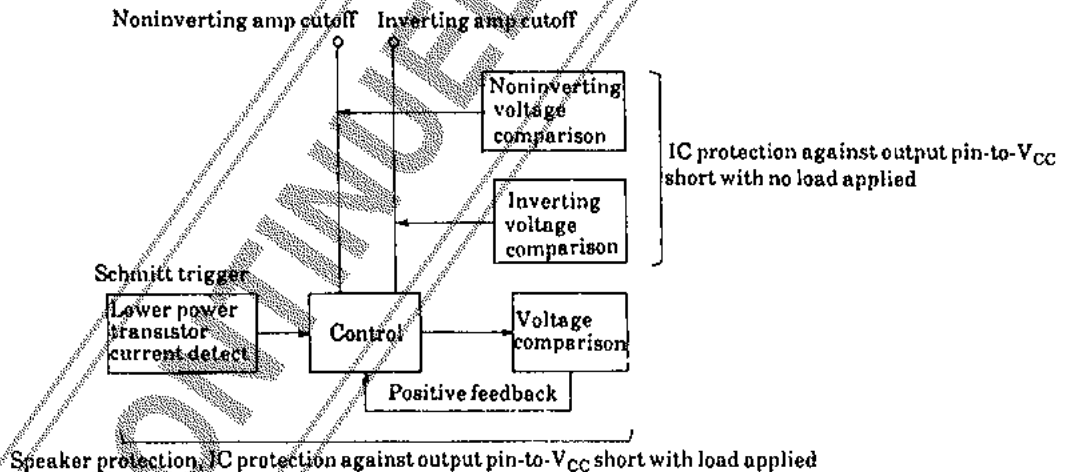 Noninverting amp cutoff Inverting amp cutoff
Noninverting
voltage
comparison
IC protection against output pin-to-VCC
short with no load applied
Inverting
voltage
comparison
Schmitt trigger
Lower power
transistor
current detect
Control
Voltage
comparison
Positive feedback
Speaker protection, IC protection against output pin-to-VCC short with load applied
ONTINUE